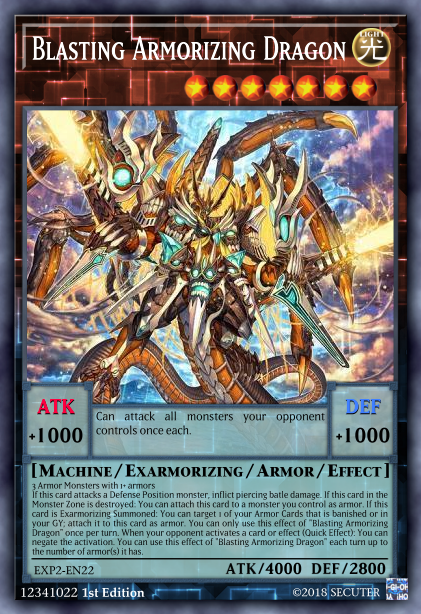 BLASTING ARMORIZING DRAGON
LIGHT
光
ATK
+1000
Can attack all monsters your opponent
controls once each.
DEF
+1000
[MACHINE/EXARMORIZING/ARMOR/EFFECT]
3 Armor Monsters with 1+ armors
If this card attacks a Defense Position monster, inflict piercing battle damage. If this card in the
Monster Zone is destroyed: You can attach this card to a monster you control as armor. If this
card is Exarmorizing Summoned: You can target 1 of your Armor Cards that is banished or in
your GY; attach it to this card as armor. You can only use this effect of "Blasting Armorizing
Dragon" once per turn. When your opponent activates a card or effect (Quick Effect): You can
negate the activation. You can use this effect of "Blasting Armorizing Dragon" each turn up to
the number of armor(s) it has.
EXP2-EN22
ATK/4000 DEF/2800
12341022 1st Edition
©2018 SECUTER